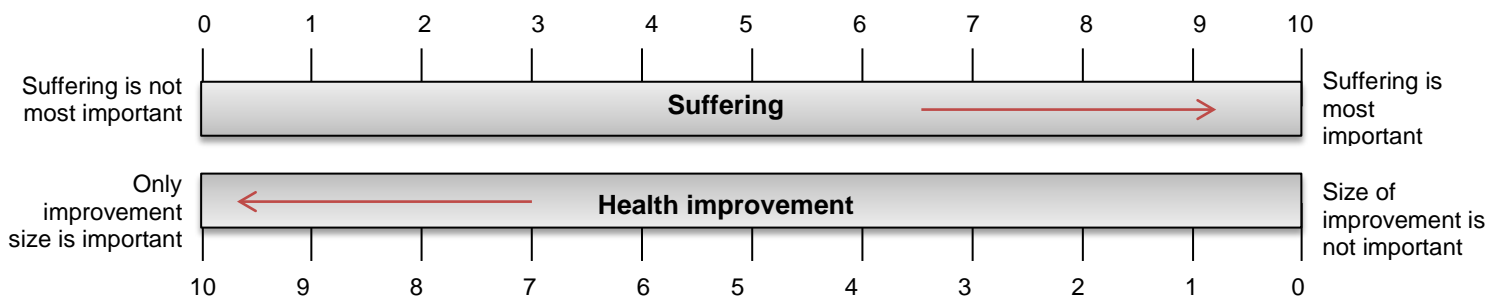 0 1 2 3 4 5 6 7 8 9 10
Suffering is not
most important
Suffering
Suffering is
most
important
Only
improvement
size is important
Health improvement
Size of
improvement is
not important
10 9 8 7 6 5 4 3 2 1 0